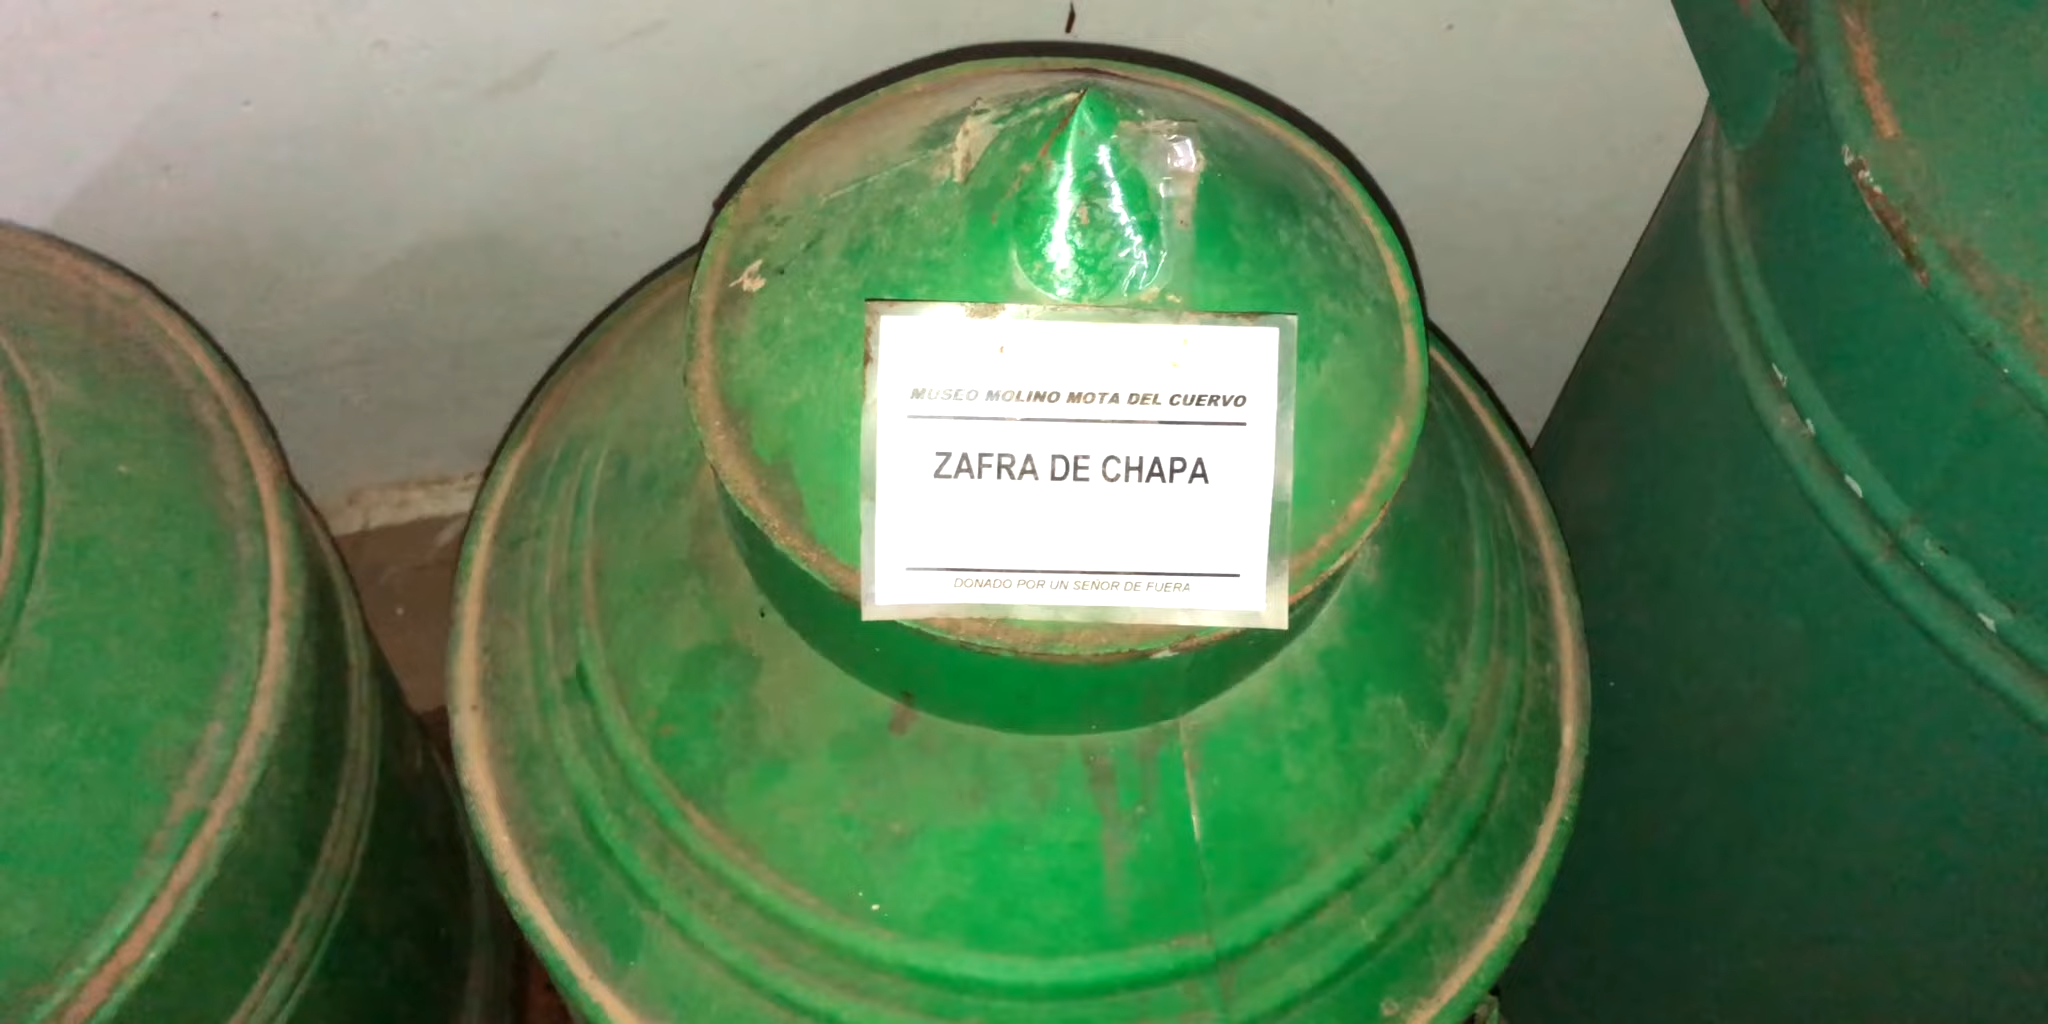 MUSEO MOLINO MOTA DEL CUERVO
ZAFRA DE CHAPA
DONADO POR UN SEÑOR DE FUERA